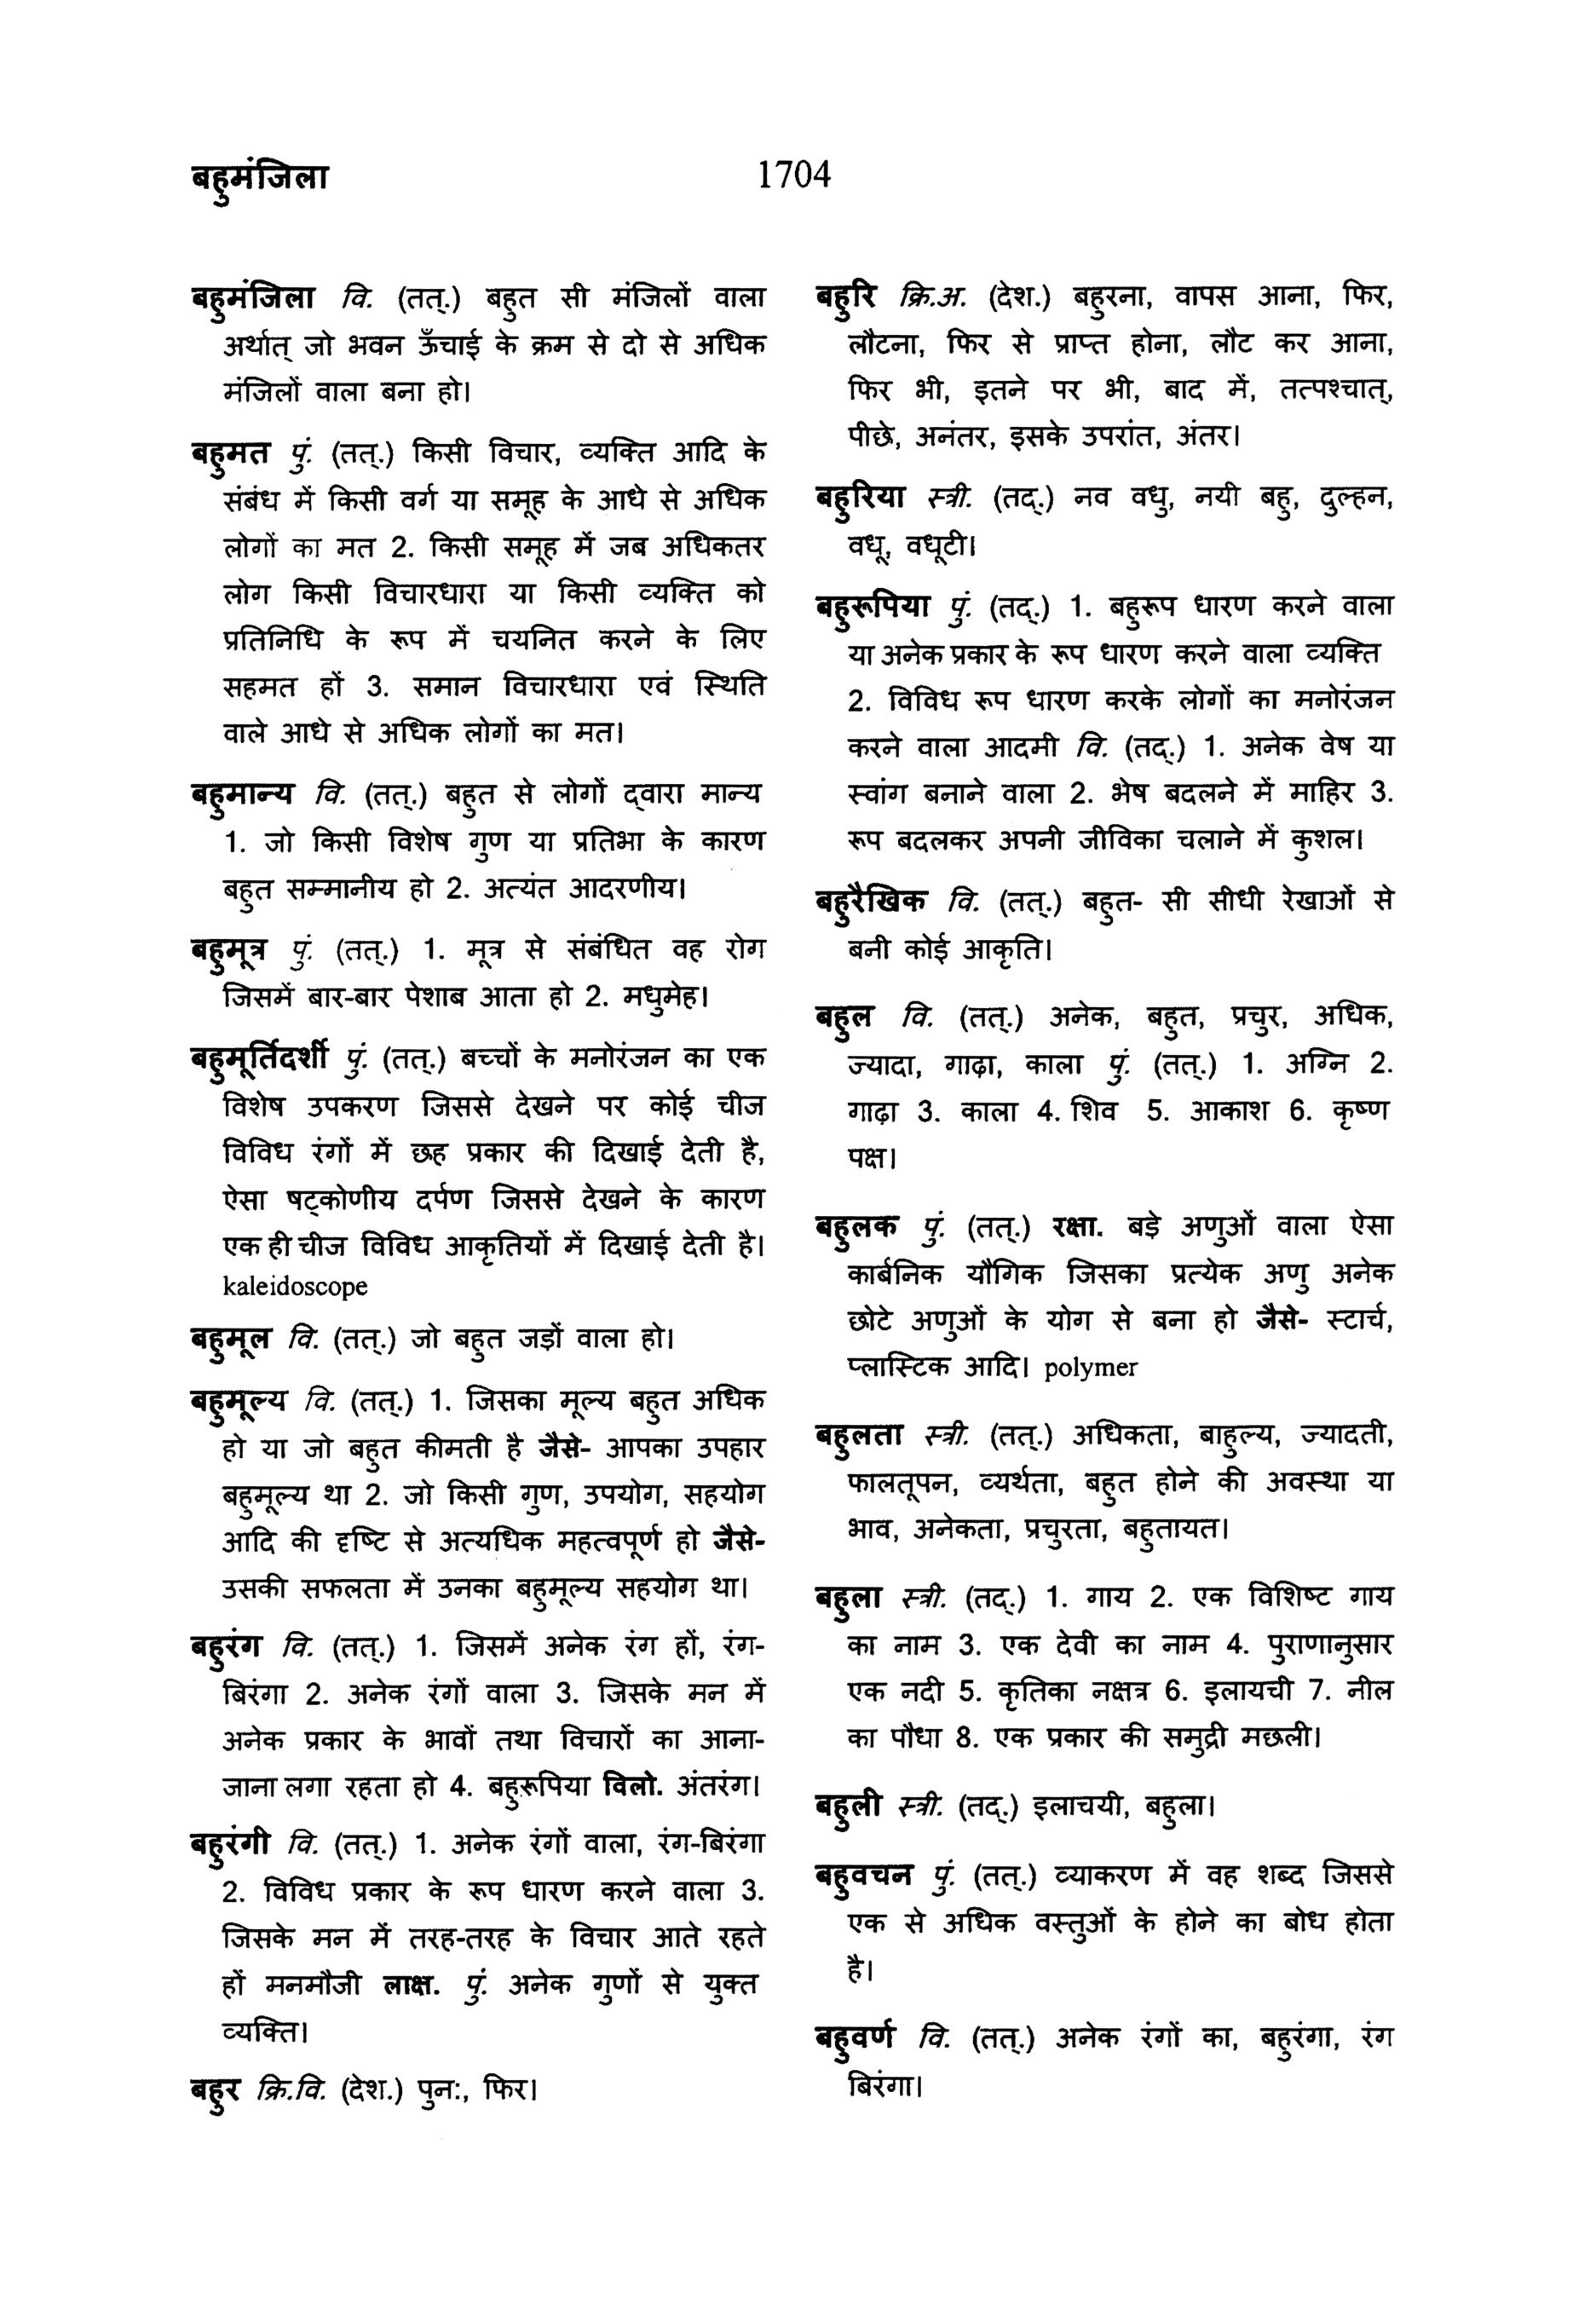 बहुमंजिला
1704
बहुमंजिला वि. (तत्.) बहुत सी मंजिलों वाला
अर्थात् जो भवन ऊँचाई के क्रम से दो से अधिक
मंजिलों वाला बना हो।
बहुमत पुं. (तत्.) किसी विचार, व्यक्ति आदि के
संबंध में किसी वर्ग या समूह के आधे से अधिक
लोगों का मत 2. किसी समूह में जब अधिकतर
लोग किसी विचारधारा या किसी व्यक्ति को
प्रतिनिधि के रूप में चयनित करने के लिए
सहमत हों 3. समान विचारधारा एवं स्थिति
वाले आधे से अधिक लोगों का मत।
बहुमान्य वि. (तत्.) बहुत से लोगों द्वारा मान्य
1. जो किसी विशेष गुण या प्रतिभा के कारण
बहुत सम्मानीय हो 2. अत्यंत आदरणीय।
बहुमूत्र पुं. (तत्.) 1. मूत्र से संबंधित वह रोग
जिसमें बार-बार पेशाब आता हो 2. मधुमेह।
बहुमूर्तिदर्शी पुं. (तत्.) बच्चों के मनोरंजन का एक
विशेष उपकरण जिससे देखने पर कोई चीज
विविध रंगों में छह प्रकार की दिखाई देती है,
ऐसा षट्कोणीय दर्पण जिससे देखने के कारण
एक ही चीज विविध आकृतियों में दिखाई देती है।
kaleidoscope
बहुमूल वि. (तत्.) जो बहुत जड़ों वाला हो।
बहुमूल्य वि. (तत्.) 1. जिसका मूल्य बहुत अधिक
हो या जो बहुत कीमती है जैसे- आपका उपहार
बहुमूल्य था 2. जो किसी गुण, उपयोग, सहयोग
आदि की दृष्टि से अत्यधिक महत्वपूर्ण हो जैसे-
उसकी सफलता में उनका बहुमूल्य सहयोग था।
बहुरंग वि. (तत्.) 1. जिसमें अनेक रंग हों, रंग-
बिरंगा 2. अनेक रंगों वाला 3. जिसके मन में
अनेक प्रकार के भावों तथा विचारों का आना-
जाना लगा रहता हो 4. बहुरूपिया विलो. अंतरंग।
बहुरंगी वि. (तत्.) 1. अनेक रंगों वाला, रंग-बिरंगा
2. विविध प्रकार के रूप धारण करने वाला 3.
जिसके मन में तरह-तरह के विचार आते रहते
हों मनमौजी लाक्ष. पुं. अनेक गुणों से युक्त
व्यक्ति।
बहुर क्रि.वि. (देश.) पुन:, फिर।
बहुरि क्रि.अ. (देश.) बहुरना, वापस आना, फिर,
लौटना, फिर से प्राप्त होना, लौट कर आना,
फिर भी, इतने पर भी, बाद में, तत्पश्चात्,
पीछे, अनंतर, इसके उपरांत, अंतर।
बहुरिया स्त्री. (तद्.) नव वधु, नयी बहु, दुल्हन,
वधू, वधूटी।
बहुरूपिया पुं. (तद्.) 1. बहुरूप धारण करने वाला
या अनेक प्रकार के रूप धारण करने वाला व्यक्ति
2. विविध रूप धारण करके लोगों का मनोरंजन
करने वाला आदमी वि. (तद्.) 1. अनेक वेष या
स्वांग बनाने वाला 2. भेष बदलने में माहिर 3.
रूप बदलकर अपनी जीविका चलाने में कुशल।
बहुरैखिक वि. (तत्.) बहुत- सी सीधी रेखाओं से
बनी कोई आकृति।
बहुल वि. (तत्.) अनेक, बहुत, प्रचुर, अधिक,
ज्यादा, गाढ़ा, काला पुं. (तत्.) 1. अग्नि 2.
गाढ़ा 3. काला 4. शिव 5. आकाश 6. कृष्ण
पक्ष।
बहुलक पुं. (तत्.) रक्षा. बड़े अणुओं वाला ऐसा
कार्बनिक यौगिक जिसका प्रत्येक अणु अनेक
छोटे अणुओं के योग से बना हो जैसे- स्टार्च,
प्लास्टिक आदि। polymer
बहुलता स्त्री. (तत्.) अधिकता, बाहुल्य, ज्यादती,
फालतूपन, व्यर्थता, बहुत होने की अवस्था या
भाव, अनेकता, प्रचुरता, बहुतायत।
बहुला स्त्री. (तद्.) 1. गाय 2. एक विशिष्ट गाय
का नाम 3. एक देवी का नाम 4. पुराणानुसार
एक नदी 5. कृतिका नक्षत्र 6. इलायची 7. नील
का पौधा 8. एक प्रकार की समुद्री मछली।
बहुली स्त्री. (तद्.) इलाचयी, बहुला।
बहुवचन पुं. (तत्.) व्याकरण में वह शब्द जिससे
एक से अधिक वस्तुओं के होने का बोध होता
है।
बहुवर्ण वि. (तत्.) अनेक रंगों का, बहुरंगा, रंग
बिरंगा।